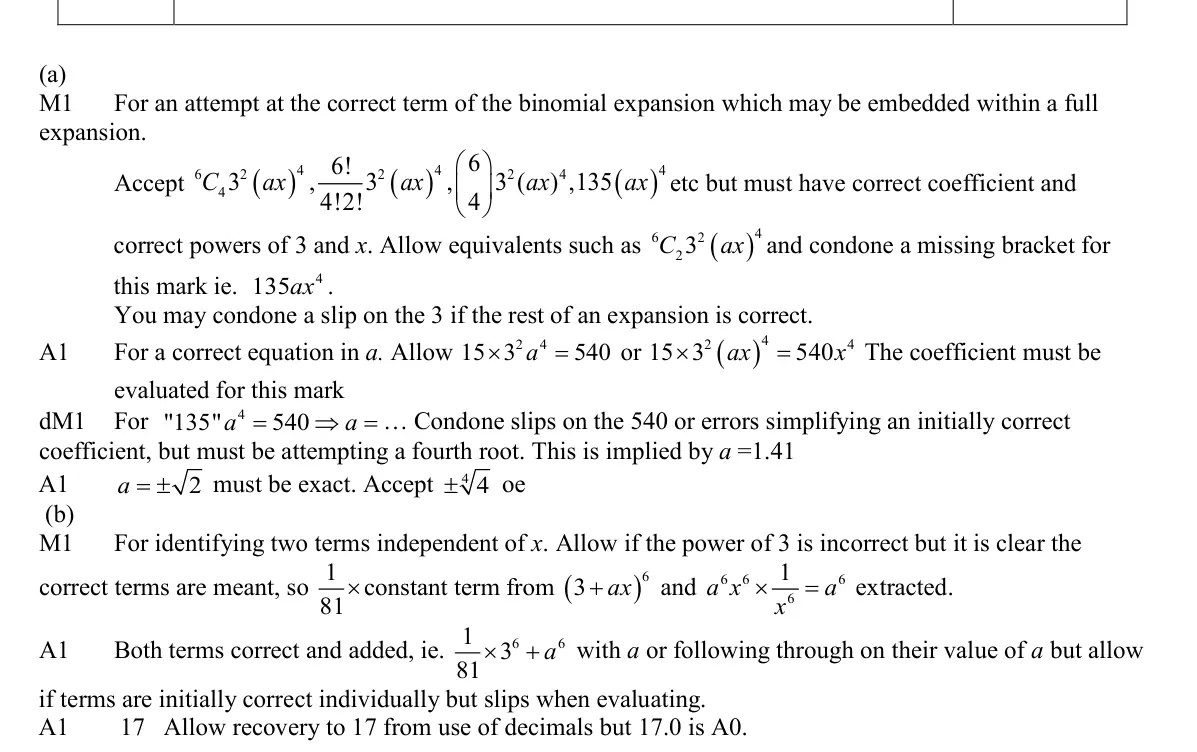 (a)
M1 For an attempt at the correct term of the binomial expansion which may be embedded within a full
expansion.
Accept ⁶C₄3²(ax)⁴, 6!/4!2! 3²(ax)⁴, (6 4)3²(ax)⁴,135(ax)⁴ etc but must have correct coefficient and
correct powers of 3 and x. Allow equivalents such as ⁶C₂3²(ax)⁴ and condone a missing bracket for
this mark ie. 135ax⁴.
You may condone a slip on the 3 if the rest of an expansion is correct.
A1 For a correct equation in a. Allow 15×3²a⁴ = 540 or 15×3²(ax)⁴ = 540x⁴ The coefficient must be
evaluated for this mark
dM1 For "135"a⁴ = 540 ⇒ a = … Condone slips on the 540 or errors simplifying an initially correct
coefficient, but must be attempting a fourth root. This is implied by a =1.41
A1 a = ±√2 must be exact. Accept ±∜4 oe
(b)
M1 For identifying two terms independent of x. Allow if the power of 3 is incorrect but it is clear the
correct terms are meant, so 1/81 × constant term from (3+ax)⁶ and a⁶x⁶ × 1/x⁶ = a⁶ extracted.
A1 Both terms correct and added, ie. 1/81 × 3⁶ + a⁶ with a or following through on their value of a but allow
if terms are initially correct individually but slips when evaluating.
A1 17 Allow recovery to 17 from use of decimals but 17.0 is A0.